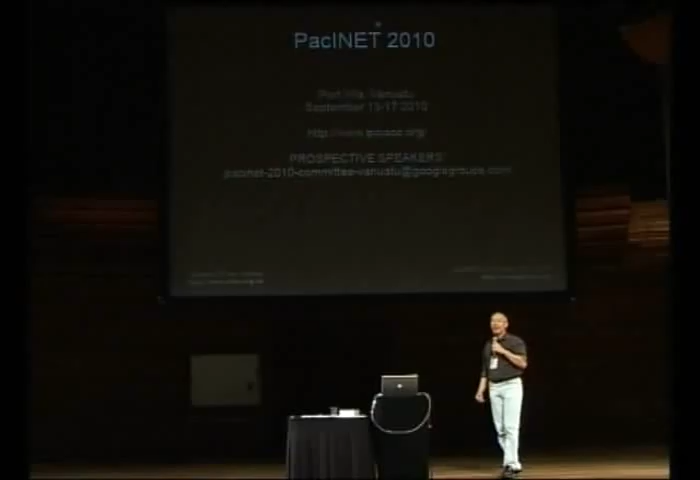 PacINET 2010
Port Vila, Vanuatu
September 13-17 2010
http://www.picisoc.org/
PROSPECTIVE SPEAKERS:
pacinet-2010-committee-vanuatu@googlegroups.com